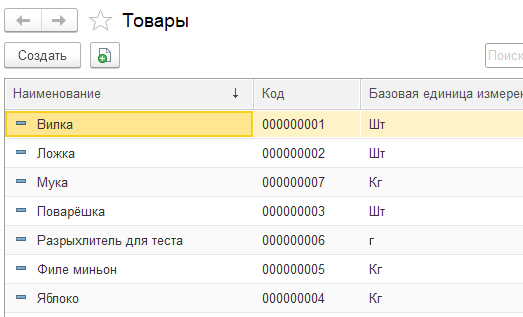 Товары
Создать
Поиск
Наименование ↓ Код Базовая единица измерен
Вилка 000000001 Шт
Ложка 000000002 Шт
Мука 000000007 Кг
Поварёшка 000000003 Шт
Разрыхлитель для теста 000000006 г
Филе миньон 000000005 Кг
Яблоко 000000004 Кг